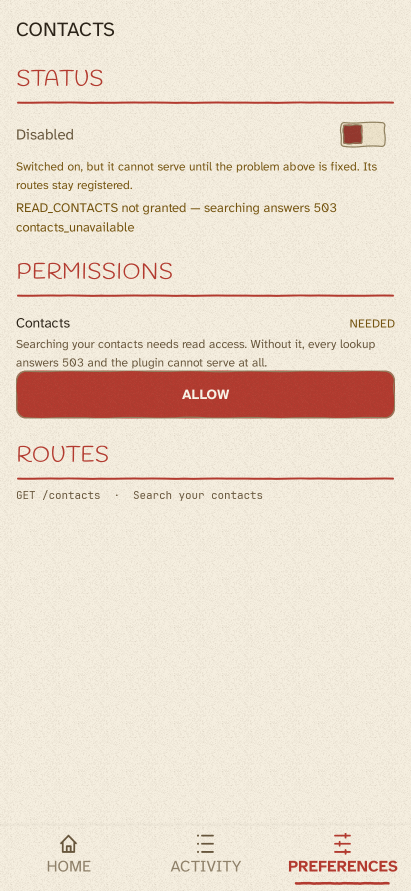 CONTACTS
STATUS
Disabled
Switched on, but it cannot serve until the problem above is fixed. Its
routes stay registered.
READ_CONTACTS not granted — searching answers 503
contacts_unavailable
PERMISSIONS
Contacts
NEEDED
Searching your contacts needs read access. Without it, every lookup
answers 503 and the plugin cannot serve at all.
ALLOW
ROUTES
GET /contacts · Search your contacts
HOME
ACTIVITY
PREFERENCES